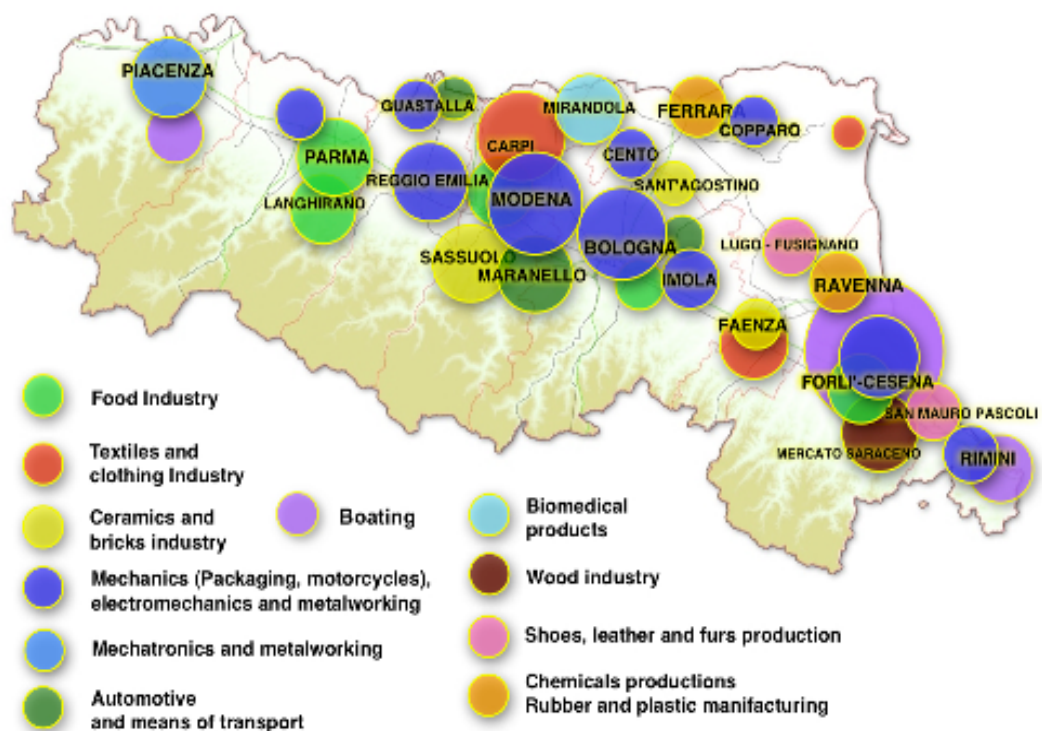 PIACENZA
GUASTALLA
MIRANDOLA
FERRARA
COPPARO
CARPI
PARMA
CENTO
REGGIO EMILIA
SANT'AGOSTINO
LANGHIRANO
MODENA
BOLOGNA
LUGO - FUSIGNANO
SASSUOLO
MARANELLO
IMOLA
RAVENNA
FAENZA
FORLI'-CESENA
SAN MAURO PASCOLI
MERCATO SARACENO
RIMINI
Food Industry
Textiles and
clothing Industry
Ceramics and
bricks industry
Mechanics (Packaging, motorcycles),
electromechanics and metalworking
Mechatronics and metalworking
Automotive
and means of transport
Boating
Biomedical
products
Wood industry
Shoes, leather and furs production
Chemicals productions
Rubber and plastic manifacturing